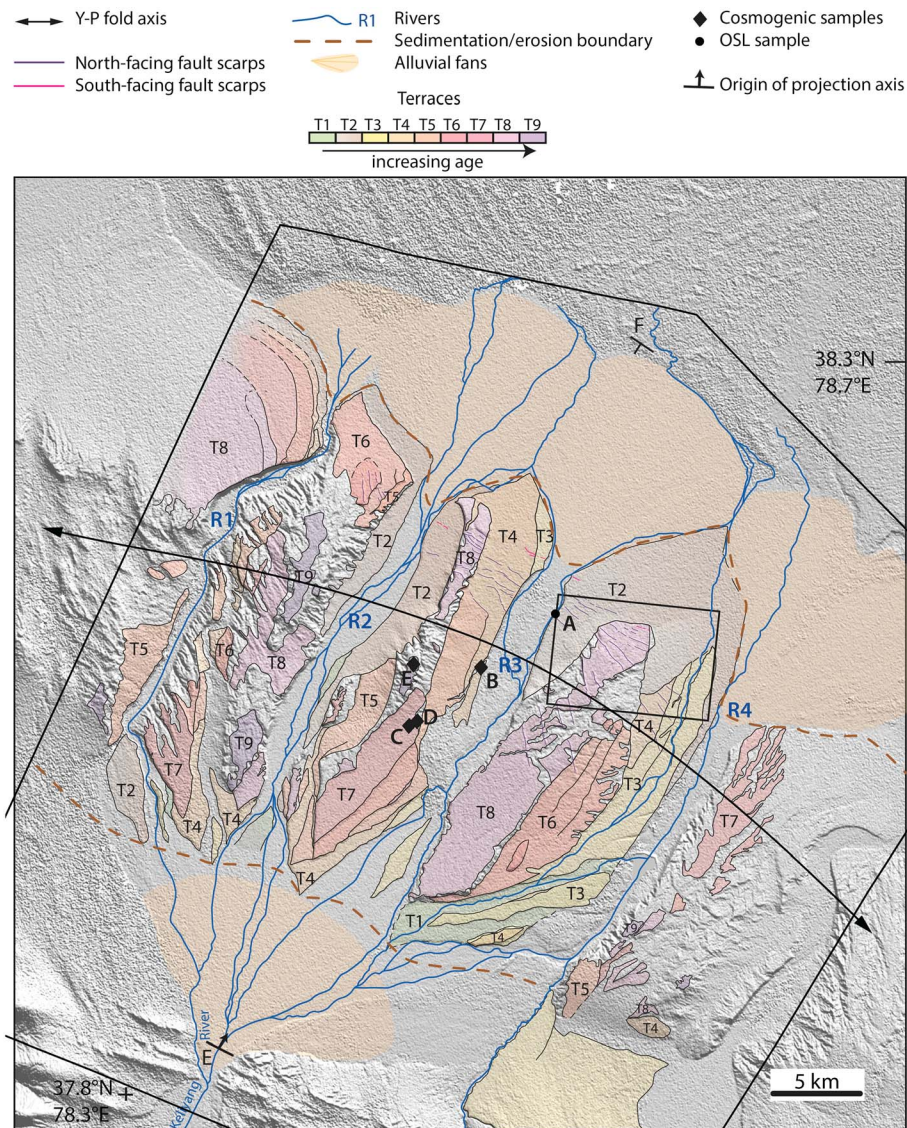 Y-P fold axis
North-facing fault scarps
South-facing fault scarps
R1 Rivers
Sedimentation/erosion boundary
Alluvial fans
Cosmogenic samples
OSL sample
Origin of projection axis
Terraces
T1 T2 T3 T4 T5 T6 T7 T8 T9
increasing age
F
38.3°N
78.7°E
T8
T6
T5
R1
T2
T9
T8
T4
T3
T2
T2
R2
A
T5
T6
T8
E
R3
B
T5
D
C
T4
R4
T9
T7
T2
T4
T4
T7
T8
T6
T3
T7
T4
T3
T1
T4
T9
T5
T8
T4
River
E
37.8°N
78.3°E
5 km